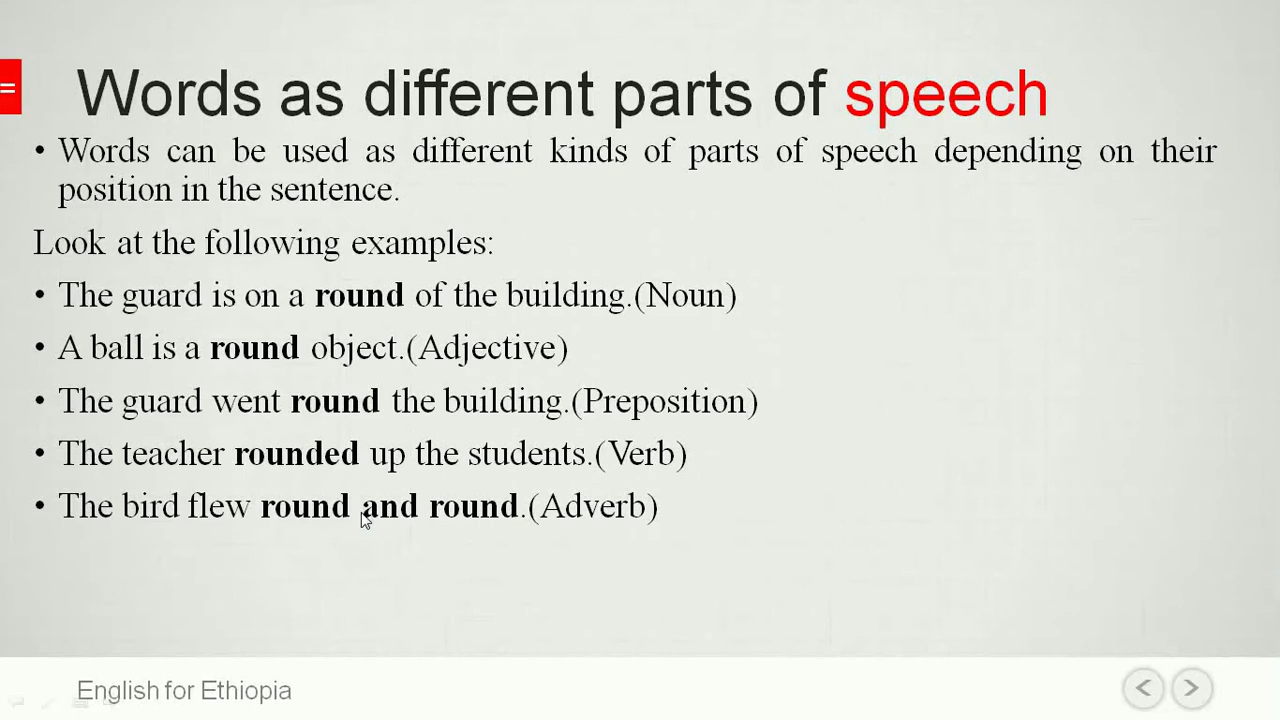 =
Words as different parts of speech
• Words can be used as different kinds of parts of speech depending on their
position in the sentence.
Look at the following examples:
• The guard is on a round of the building.(Noun)
• A ball is a round object.(Adjective)
• The guard went round the building.(Preposition)
• The teacher rounded up the students.(Verb)
• The bird flew round and round.(Adverb)
English for Ethiopia